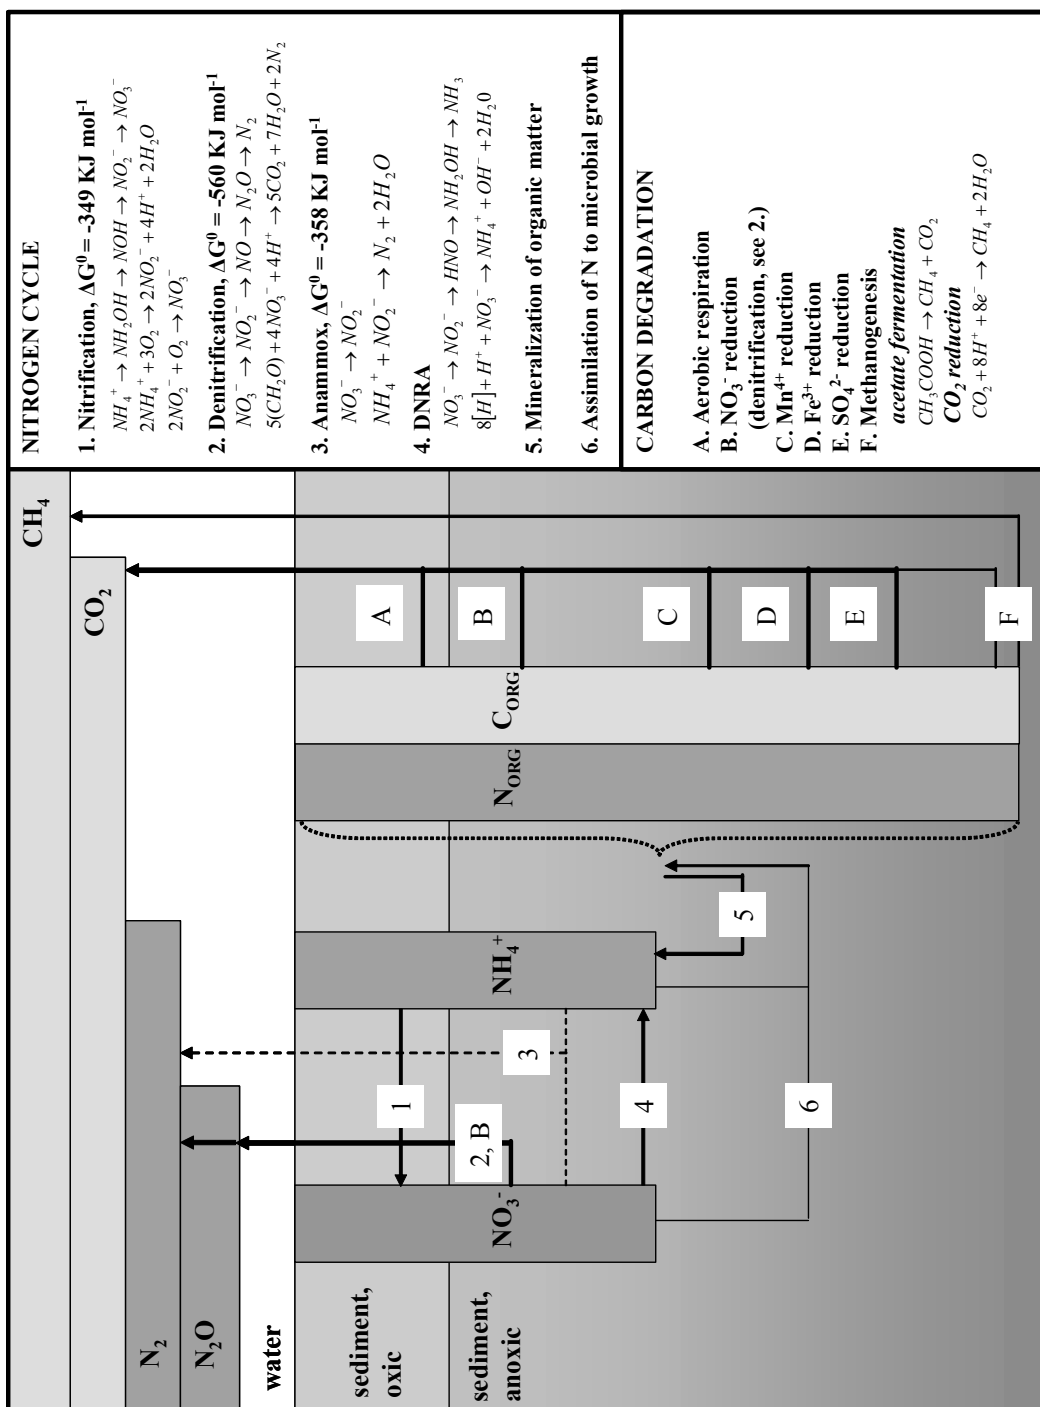 CH4
CO2
N2
N2O
water
sediment,
oxic
sediment,
anoxic
NO3-
NH4+
NORG
CORG
1
2, B
3
4
5
6
A
B
C
D
E
F
NITROGEN CYCLE
1. Nitrification, ΔG⁰ = -349 KJ mol⁻¹
NH₄⁺ → NH₂OH → NOH → NO₂⁻ → NO₃⁻
2NH₄⁺ + 3O₂ → 2NO₂⁻ + 4H⁺ + 2H₂O
2NO₂⁻ + O₂ → NO₃⁻
2. Denitrification, ΔG⁰ = -560 KJ mol⁻¹
NO₃⁻ → NO₂⁻ → NO → N₂O → N₂
5(CH₂O) + 4NO₃⁻ + 4H⁺ → 5CO₂ + 7H₂O + 2N₂
3. Anammox, ΔG⁰ = -358 KJ mol⁻¹
NO₃⁻ → NO₂⁻
NH₄⁺ + NO₂⁻ → N₂ + 2H₂O
4. DNRA
NO₃⁻ → NO₂⁻ → HNO → NH₂OH → NH₃
8[H] + H⁺ + NO₃⁻ → NH₄⁺ + OH⁻ + 2H₂0
5. Mineralization of organic matter
6. Assimilation of N to microbial growth
CARBON DEGRADATION
A. Aerobic respiration
B. NO₃⁻ reduction
(denitrification, see 2.)
C. Mn⁴⁺ reduction
D. Fe³⁺ reduction
E. SO₄²⁻ reduction
F. Methanogenesis
acetate fermentation
CH₃COOH → CH₄ + CO₂
CO₂ reduction
CO₂ + 8H⁺ + 8e⁻ → CH₄ + 2H₂O